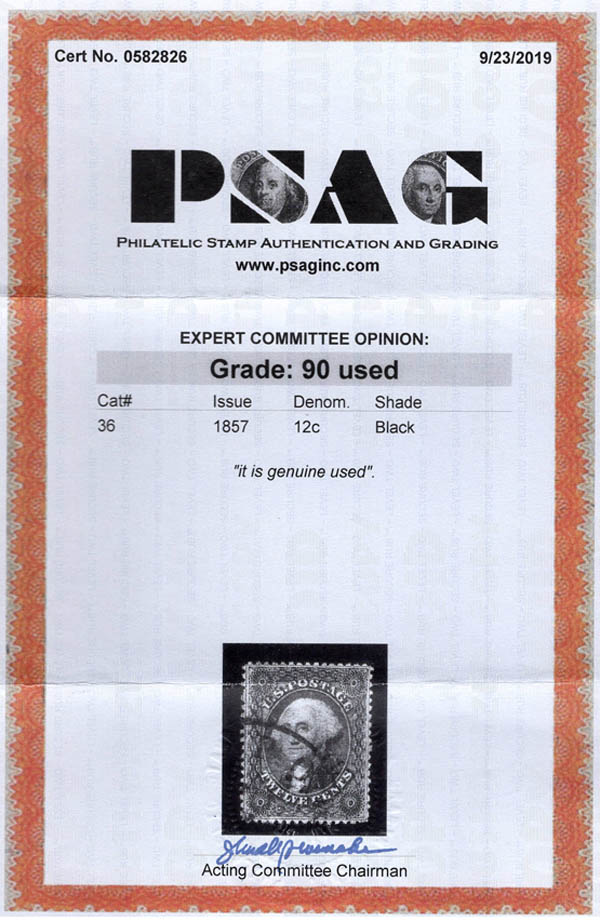 Cert No. 0582826 9/23/2019
PSAG
PHILATELIC STAMP AUTHENTICATION AND GRADING
www.psaginc.com
EXPERT COMMITTEE OPINION:
Grade: 90 used
Cat# Issue Denom. Shade
36 1857 12c Black
"it is genuine used".
U.S. POSTAGE
TWELVE CENTS
Acting Committee Chairman